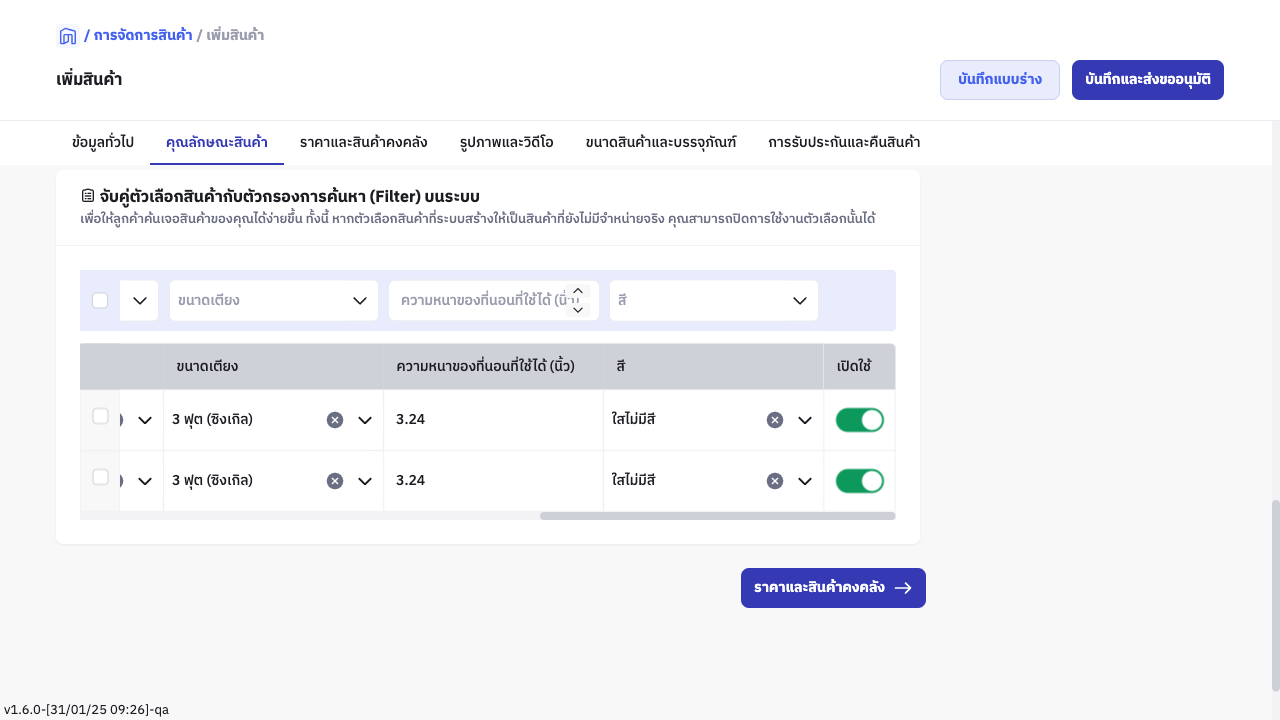 / การจัดการสินค้า / เพิ่มสินค้า
เพิ่มสินค้า
บันทึกแบบร่าง
บันทึกและส่งขออนุมัติ
ข้อมูลทั่วไป คุณลักษณะสินค้า ราคาและสินค้าคงคลัง รูปภาพและวิดีโอ ขนาดสินค้าและบรรจุภัณฑ์ การรับประกันและคืนสินค้า
จับคู่ตัวเลือกสินค้ากับตัวกรองการค้นหา (Filter) บนระบบ
เพื่อให้ลูกค้าค้นเจอสินค้าของคุณได้ง่ายขึ้น ทั้งนี้ หากตัวเลือกสินค้าที่ระบบสร้างให้เป็นสินค้าที่ยังไม่มีจำหน่ายจริง คุณสามารถปิดการใช้งานตัวเลือกนั้นได้
ขนาดเตียง ความหนาของที่นอนที่ใช้ได้ (นิ้ว) สี
ขนาดเตียง ความหนาของที่นอนที่ใช้ได้ (นิ้ว) สี เปิดใช้
3 ฟุต (ซิงเกิล) 3.24 ใสไม่มีสี
3 ฟุต (ซิงเกิล) 3.24 ใสไม่มีสี
ราคาและสินค้าคงคลัง
v1.6.0-[31/01/25 09:26]-qa